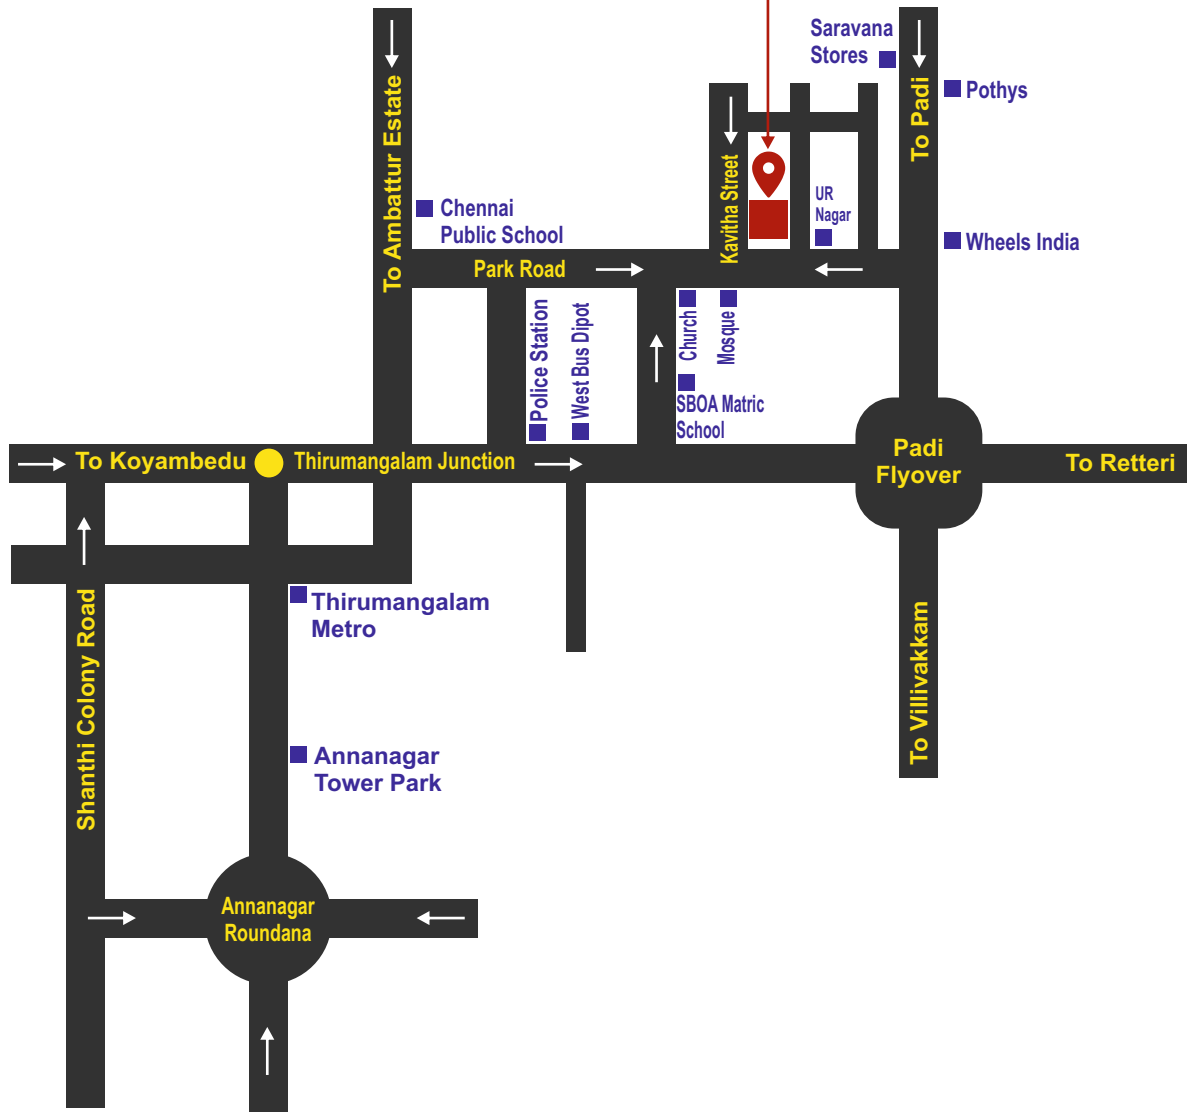 Saravana
Stores
Pothys
To Padi
To Ambattur Estate
Kavitha Street
UR
Nagar
Chennai
Public School
Wheels India
Park Road
Police Station
West Bus Dipot
Church
Mosque
SBOA Matric
School
To Koyambedu
Thirumangalam Junction
Padi
Flyover
To Retteri
Thirumangalam
Metro
Shanthi Colony Road
To Villivakkam
Annanagar
Tower Park
Annanagar
Roundana